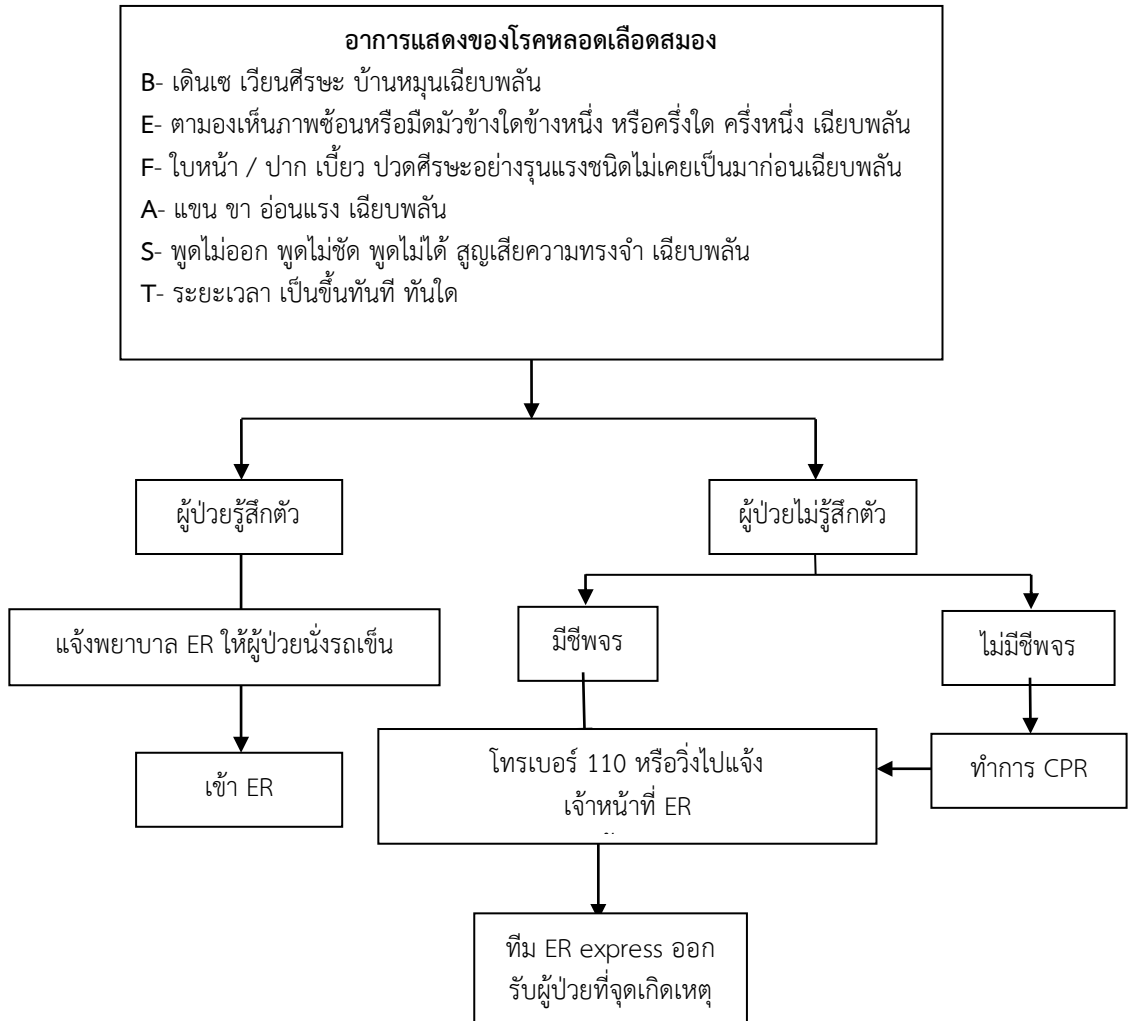 อาการแสดงของโรคหลอดเลือดสมอง
B- เดินเซ เวียนศีรษะ บ้านหมุนเฉียบพลัน
E- ตามองเห็นภาพซ้อนหรือมืดมัวข้างใดข้างหนึ่ง หรือครึ่งใด ครึ่งหนึ่ง เฉียบพลัน
F- ใบหน้า / ปาก เบี้ยว ปวดศีรษะอย่างรุนแรงชนิดไม่เคยเป็นมาก่อนเฉียบพลัน
A- แขน ขา อ่อนแรง เฉียบพลัน
S- พูดไม่ออก พูดไม่ชัด พูดไม่ได้ สูญเสียความทรงจำ เฉียบพลัน
T- ระยะเวลา เป็นขึ้นทันที ทันใด
ผู้ป่วยรู้สึกตัว
ผู้ป่วยไม่รู้สึกตัว
แจ้งพยาบาล ER ให้ผู้ป่วยนั่งรถเข็น
มีชีพจร
ไม่มีชีพจร
เข้า ER
โทรเบอร์ 110 หรือวิ่งไปแจ้ง
เจ้าหน้าที่ ER
ทำการ CPR
ทีม ER express ออก
รับผู้ป่วยที่จุดเกิดเหตุ